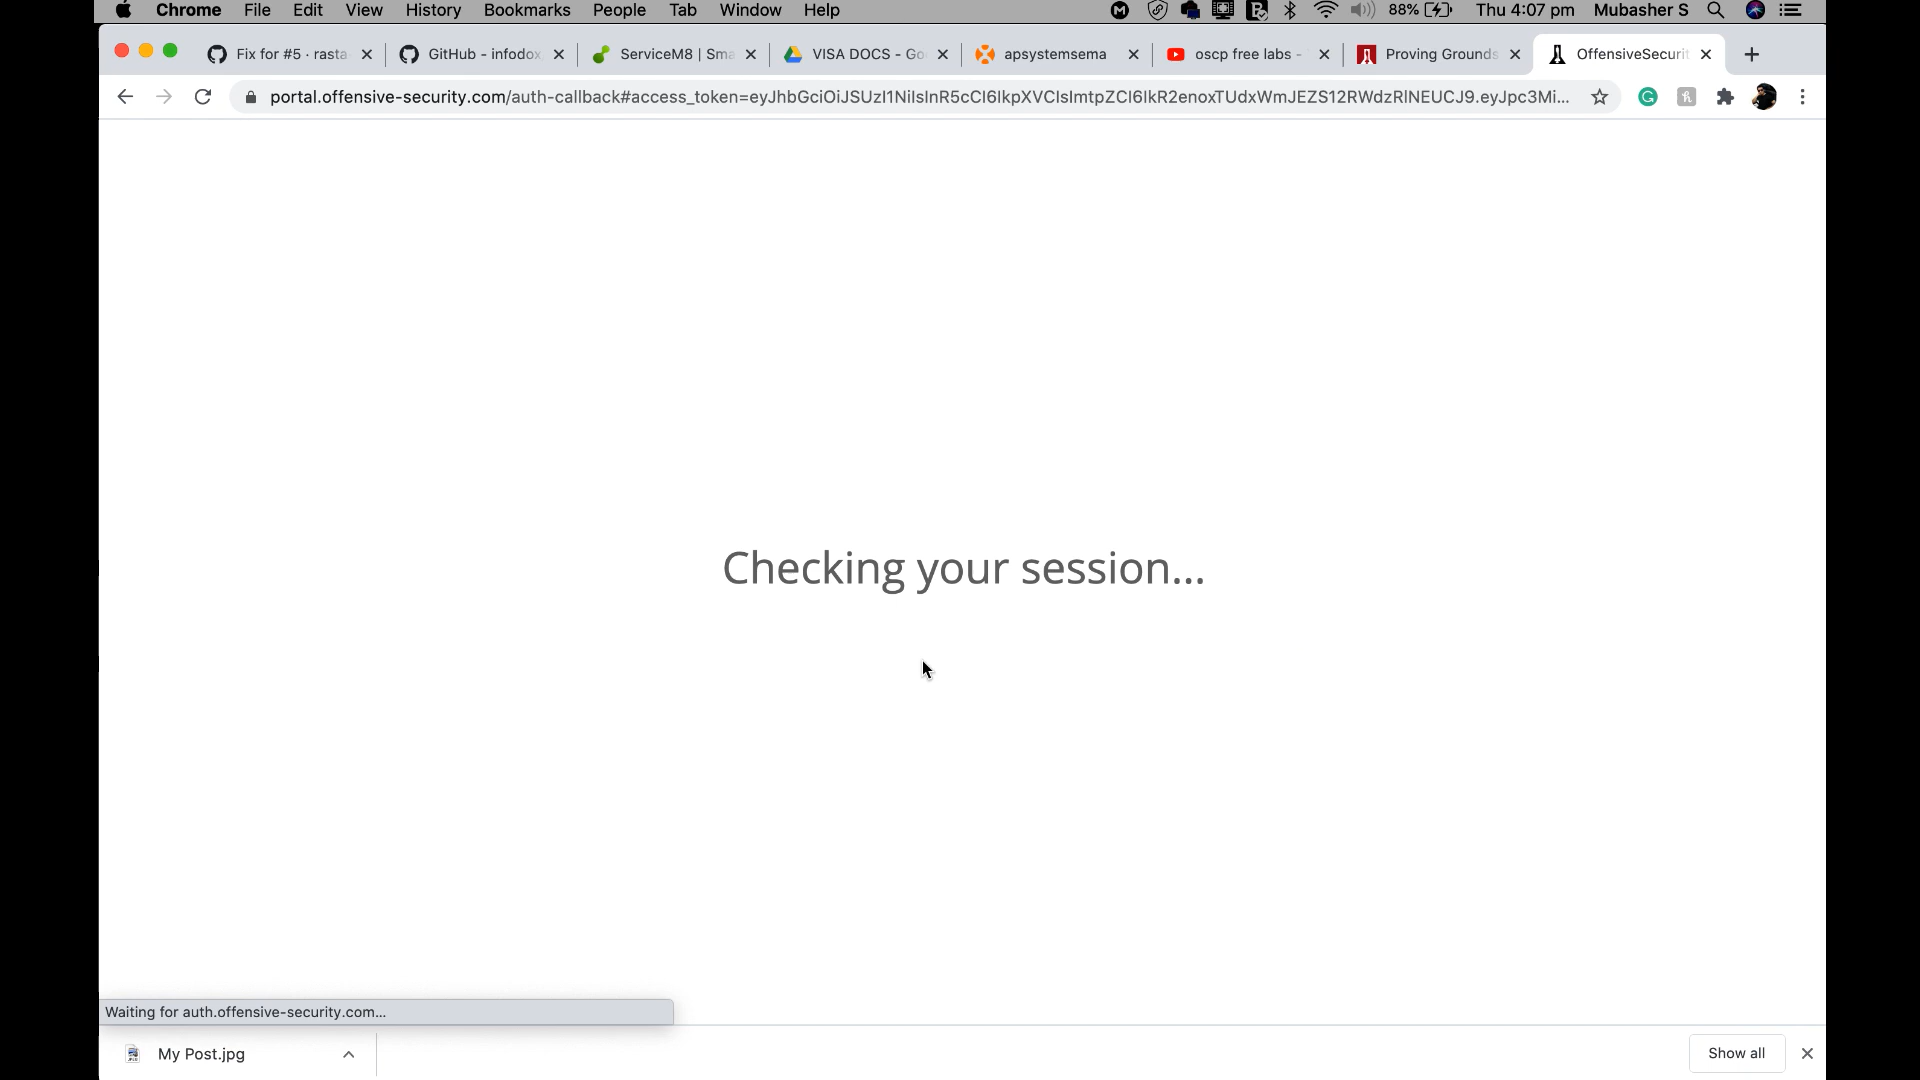 Chrome File Edit View History Bookmarks People Tab Window Help 88% Thu 4:07 pm Mubasher S
Fix for #5 · rasta GitHub - infodox ServiceM8 | Sma VISA DOCS - Go apsystemsema oscp free labs - Proving Grounds OffensiveSecurit
portal.offensive-security.com/auth-callback#access_token=eyJhbGciOiJSUzI1NiIsInR5cCI6IkpXVCIsImtpZCI6IkR2enoxTUdxWmJEZS12RWdzRlNEUCJ9.eyJpc3Mi...
Checking your session...
Waiting for auth.offensive-security.com...
My Post.jpg Show all